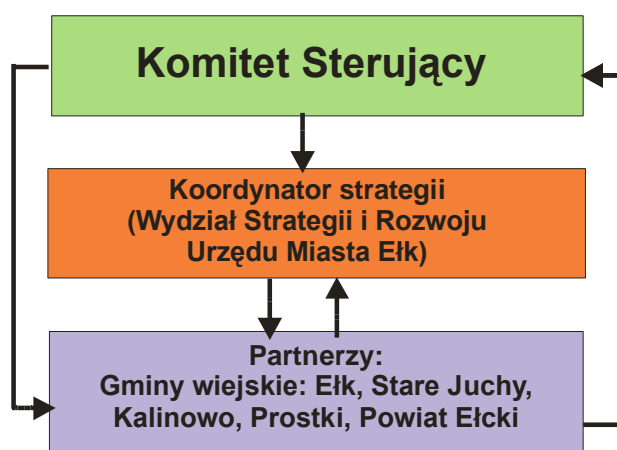 Komitet Sterujący
Koordynator strategii
(Wydział Strategii i Rozwoju
Urzędu Miasta Ełk)
Partnerzy:
Gminy wiejskie: Ełk, Stare Juchy,
Kalinowo, Prostki, Powiat Ełcki